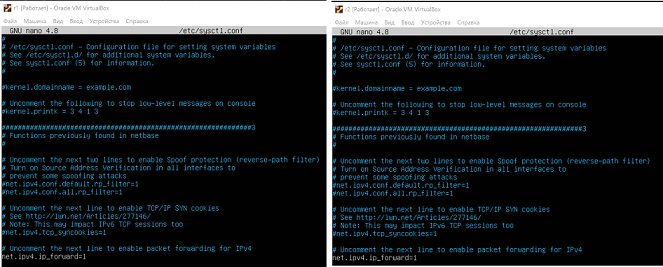 r1 [Работает] - Oracle VM VirtualBox
Файл Машина Вид Ввод Устройства Справка
GNU nano 4.8 /etc/sysctl.conf
#
# /etc/sysctl.conf - Configuration file for setting system variables
# See /etc/sysctl.d/ for additional system variables.
# See sysctl.conf (5) for information.
#
#kernel.domainname = example.com
# Uncomment the following to stop low-level messages on console
#kernel.printk = 3 4 1 3
##############################################################3
# Functions previously found in netbase
#
# Uncomment the next two lines to enable Spoof protection (reverse-path filter)
# Turn on Source Address Verification in all interfaces to
# prevent some spoofing attacks
#net.ipv4.conf.default.rp_filter=1
#net.ipv4.conf.all.rp_filter=1
# Uncomment the next line to enable TCP/IP SYN cookies
# See http://lwn.net/Articles/277146/
# Note: This may impact IPv6 TCP sessions too
#net.ipv4.tcp_syncookies=1
# Uncomment the next line to enable packet forwarding for IPv4
net.ipv4.ip_forward=1
r2 [Работает] - Oracle VM VirtualBox
Файл Машина Вид Ввод Устройства Справка
GNU nano 4.8 /etc/sysctl.conf
#
# /etc/sysctl.conf - Configuration file for setting system variables
# See /etc/sysctl.d/ for additional system variables.
# See sysctl.conf (5) for information.
#
#kernel.domainname = example.com
# Uncomment the following to stop low-level messages on console
#kernel.printk = 3 4 1 3
##############################################################3
# Functions previously found in netbase
#
# Uncomment the next two lines to enable Spoof protection (reverse-path filter)
# Turn on Source Address Verification in all interfaces to
# prevent some spoofing attacks
#net.ipv4.conf.default.rp_filter=1
#net.ipv4.conf.all.rp_filter=1
# Uncomment the next line to enable TCP/IP SYN cookies
# See http://lwn.net/Articles/277146/
# Note: This may impact IPv6 TCP sessions too
#net.ipv4.tcp_syncookies=1
# Uncomment the next line to enable packet forwarding for IPv4
net.ipv4.ip_forward=1